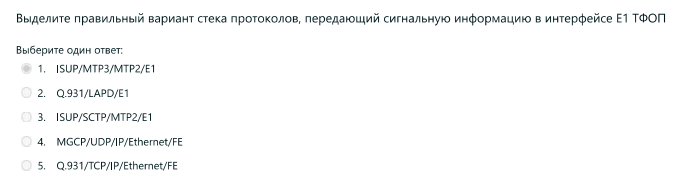 Выделите правильный вариант стека протоколов, передающий сигнальную информацию в интерфейсе Е1 ТФОП
Выберите один ответ:
1. ISUP/MTP3/MTP2/E1
2. Q.931/LAPD/E1
3. ISUP/SCTP/MTP2/E1
4. MGCP/UDP/IP/Ethernet/FE
5. Q.931/TCP/IP/Ethernet/FE